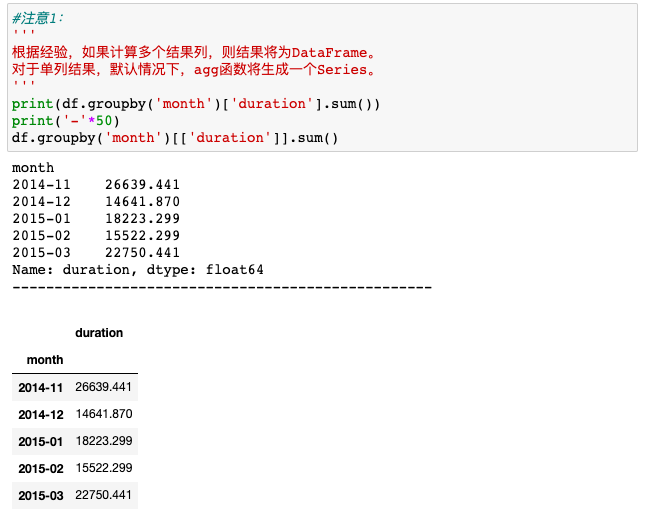 #注意1：
'''
根据经验，如果计算多个结果列，则结果将为DataFrame。
对于单列结果，默认情况下，agg函数将生成一个Series。
'''
print(df.groupby('month')['duration'].sum())
print('-'*50)
df.groupby('month')[['duration']].sum()
month
2014-11    26639.441
2014-12    14641.870
2015-01    18223.299
2015-02    15522.299
2015-03    22750.441
Name: duration, dtype: float64
--------------------------------------------------
duration
month
2014-11 26639.441
2014-12 14641.870
2015-01 18223.299
2015-02 15522.299
2015-03 22750.441